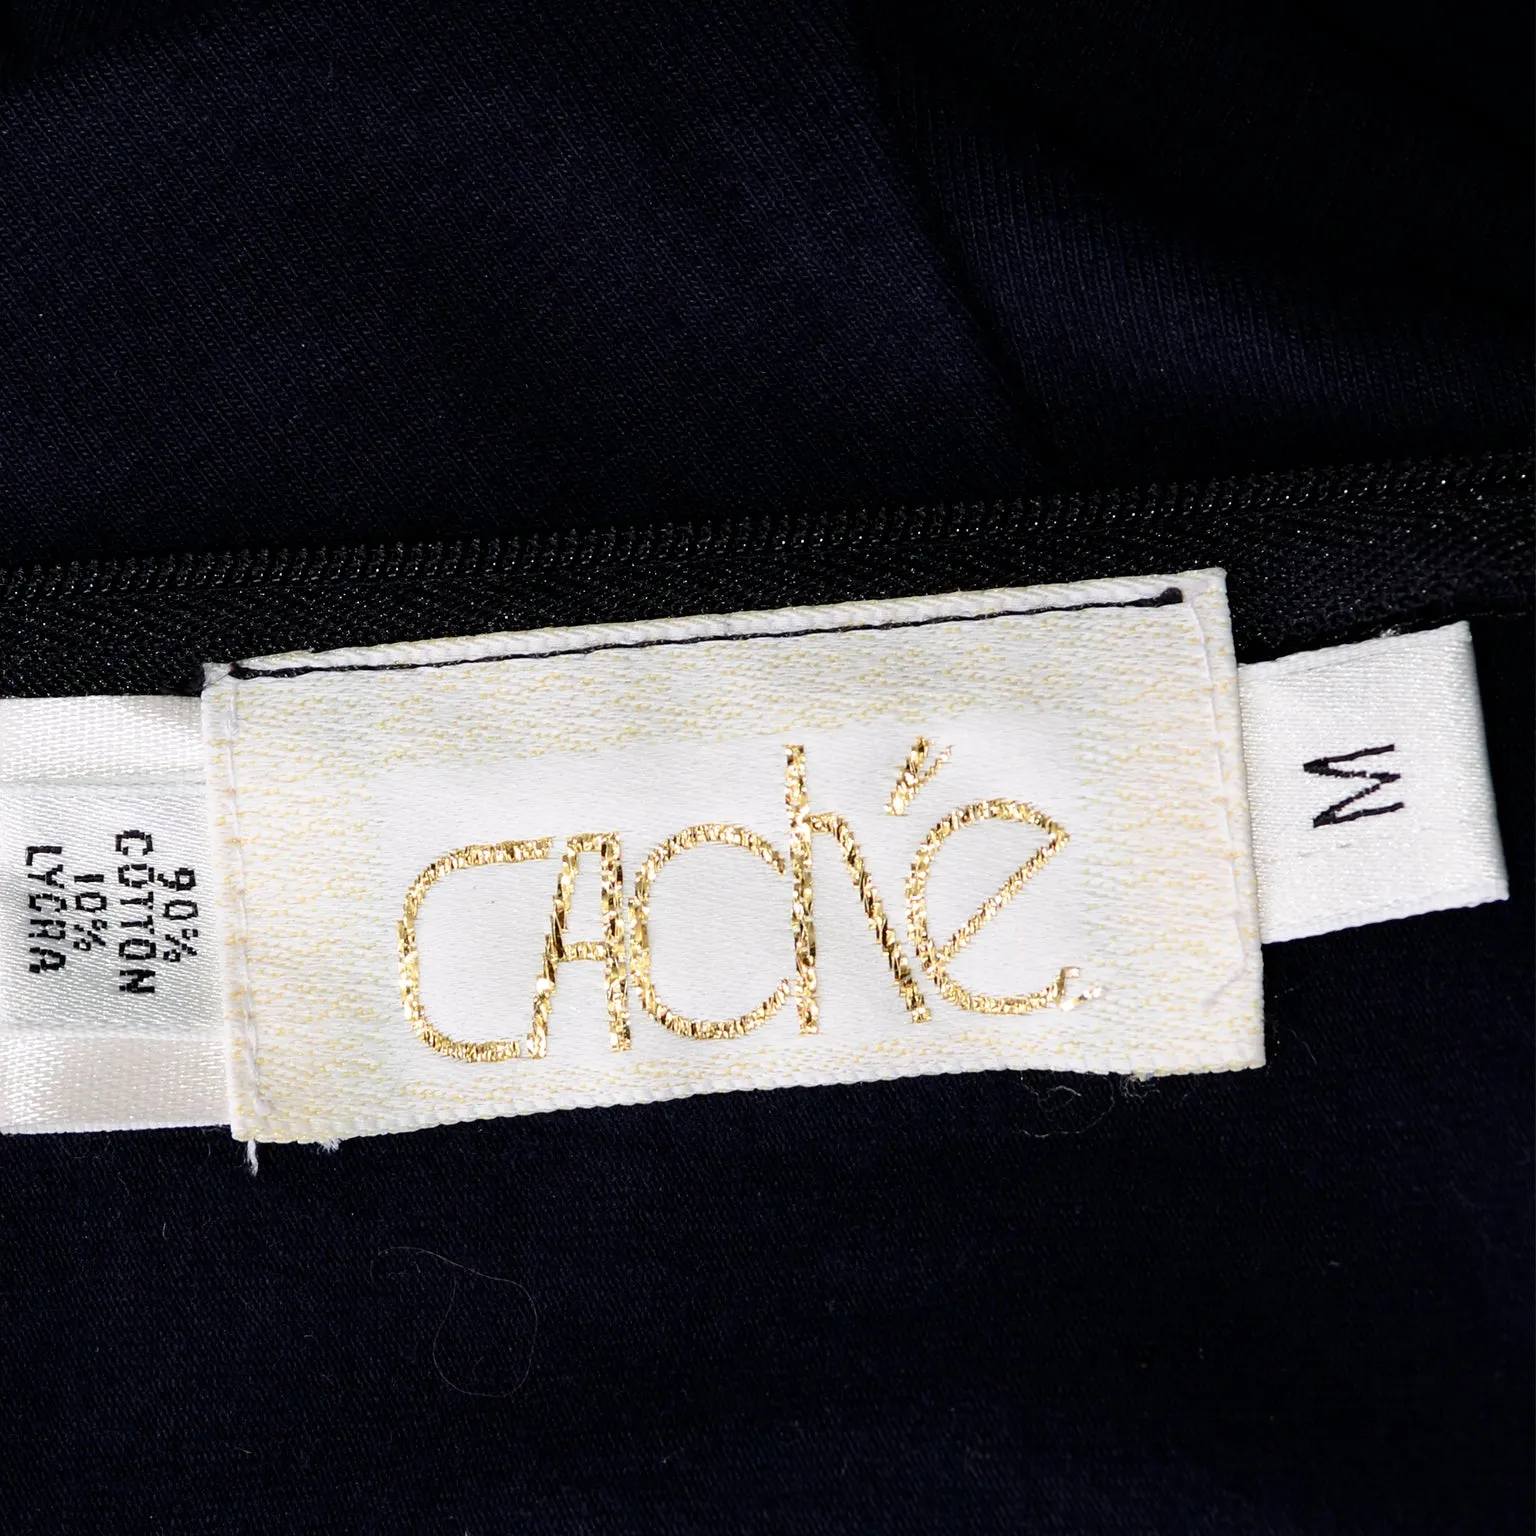 90%
COTTON
10%
LYCRA
CAché
M